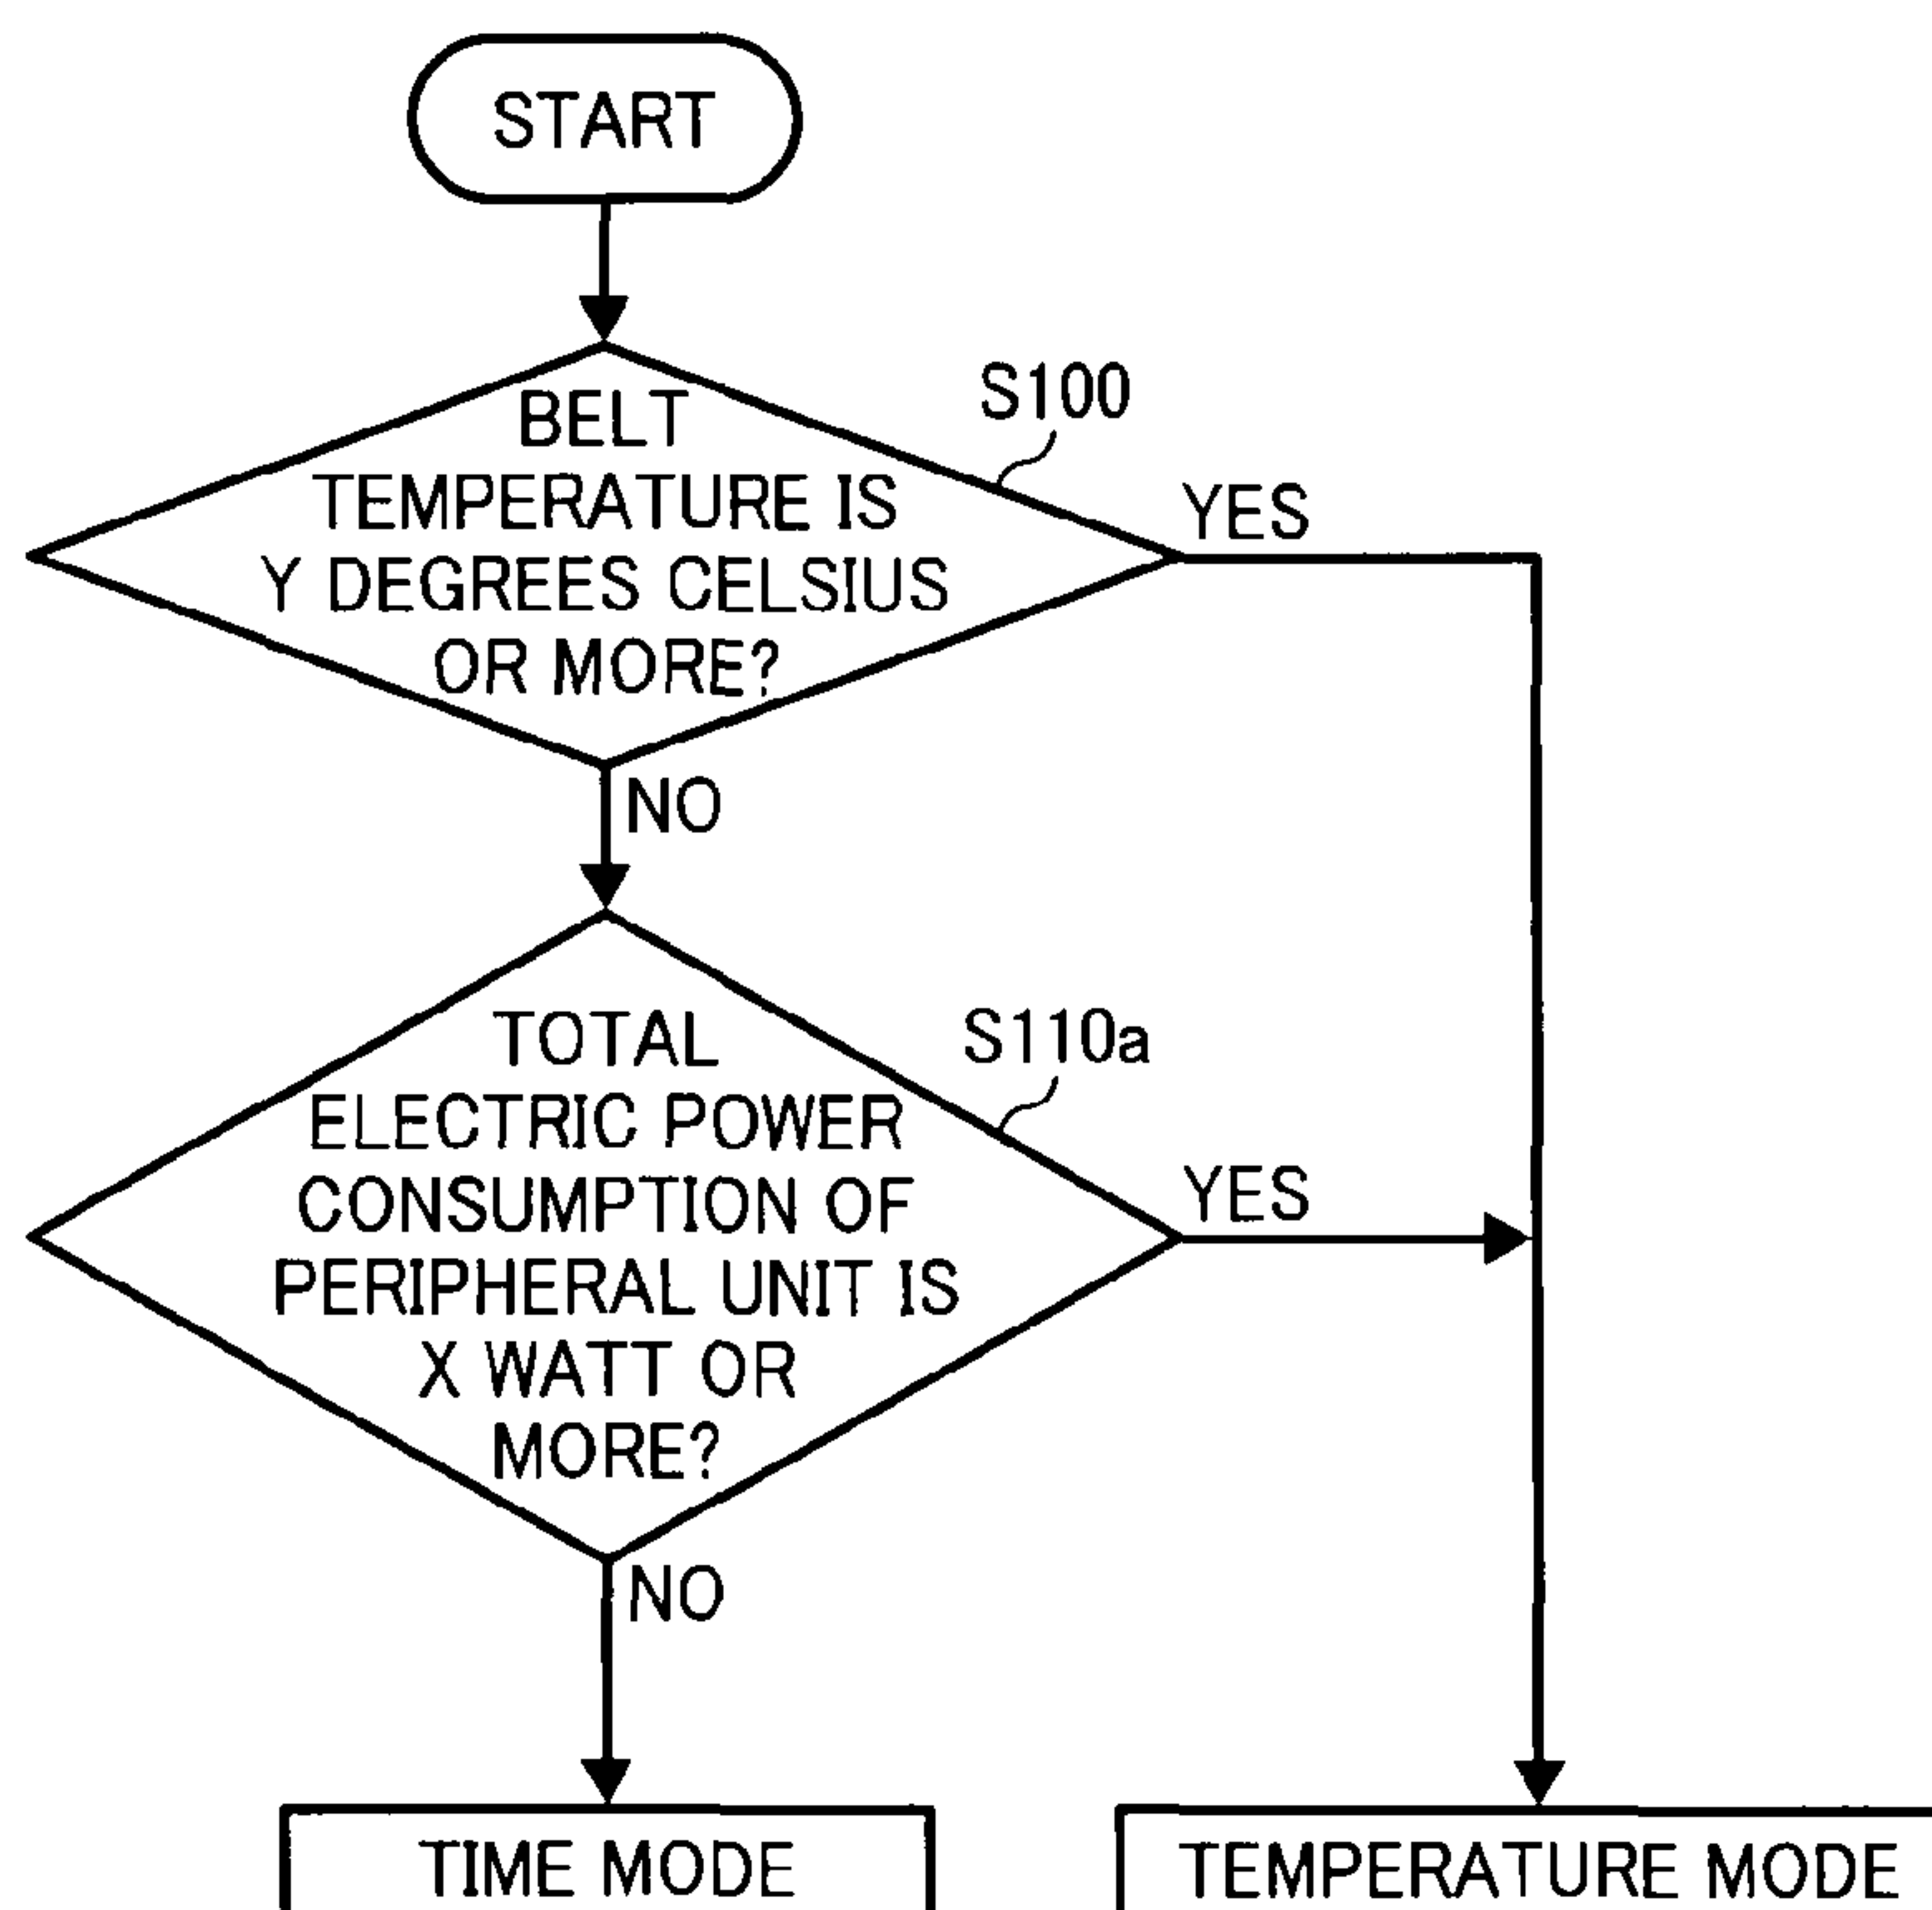 START
S100
BELT
TEMPERATURE IS
Y DEGREES CELSIUS
OR MORE?
YES
NO
S110a
TOTAL
ELECTRIC POWER
CONSUMPTION OF
PERIPHERAL UNIT IS
X WATT OR
MORE?
YES
NO
TIME MODE
TEMPERATURE MODE